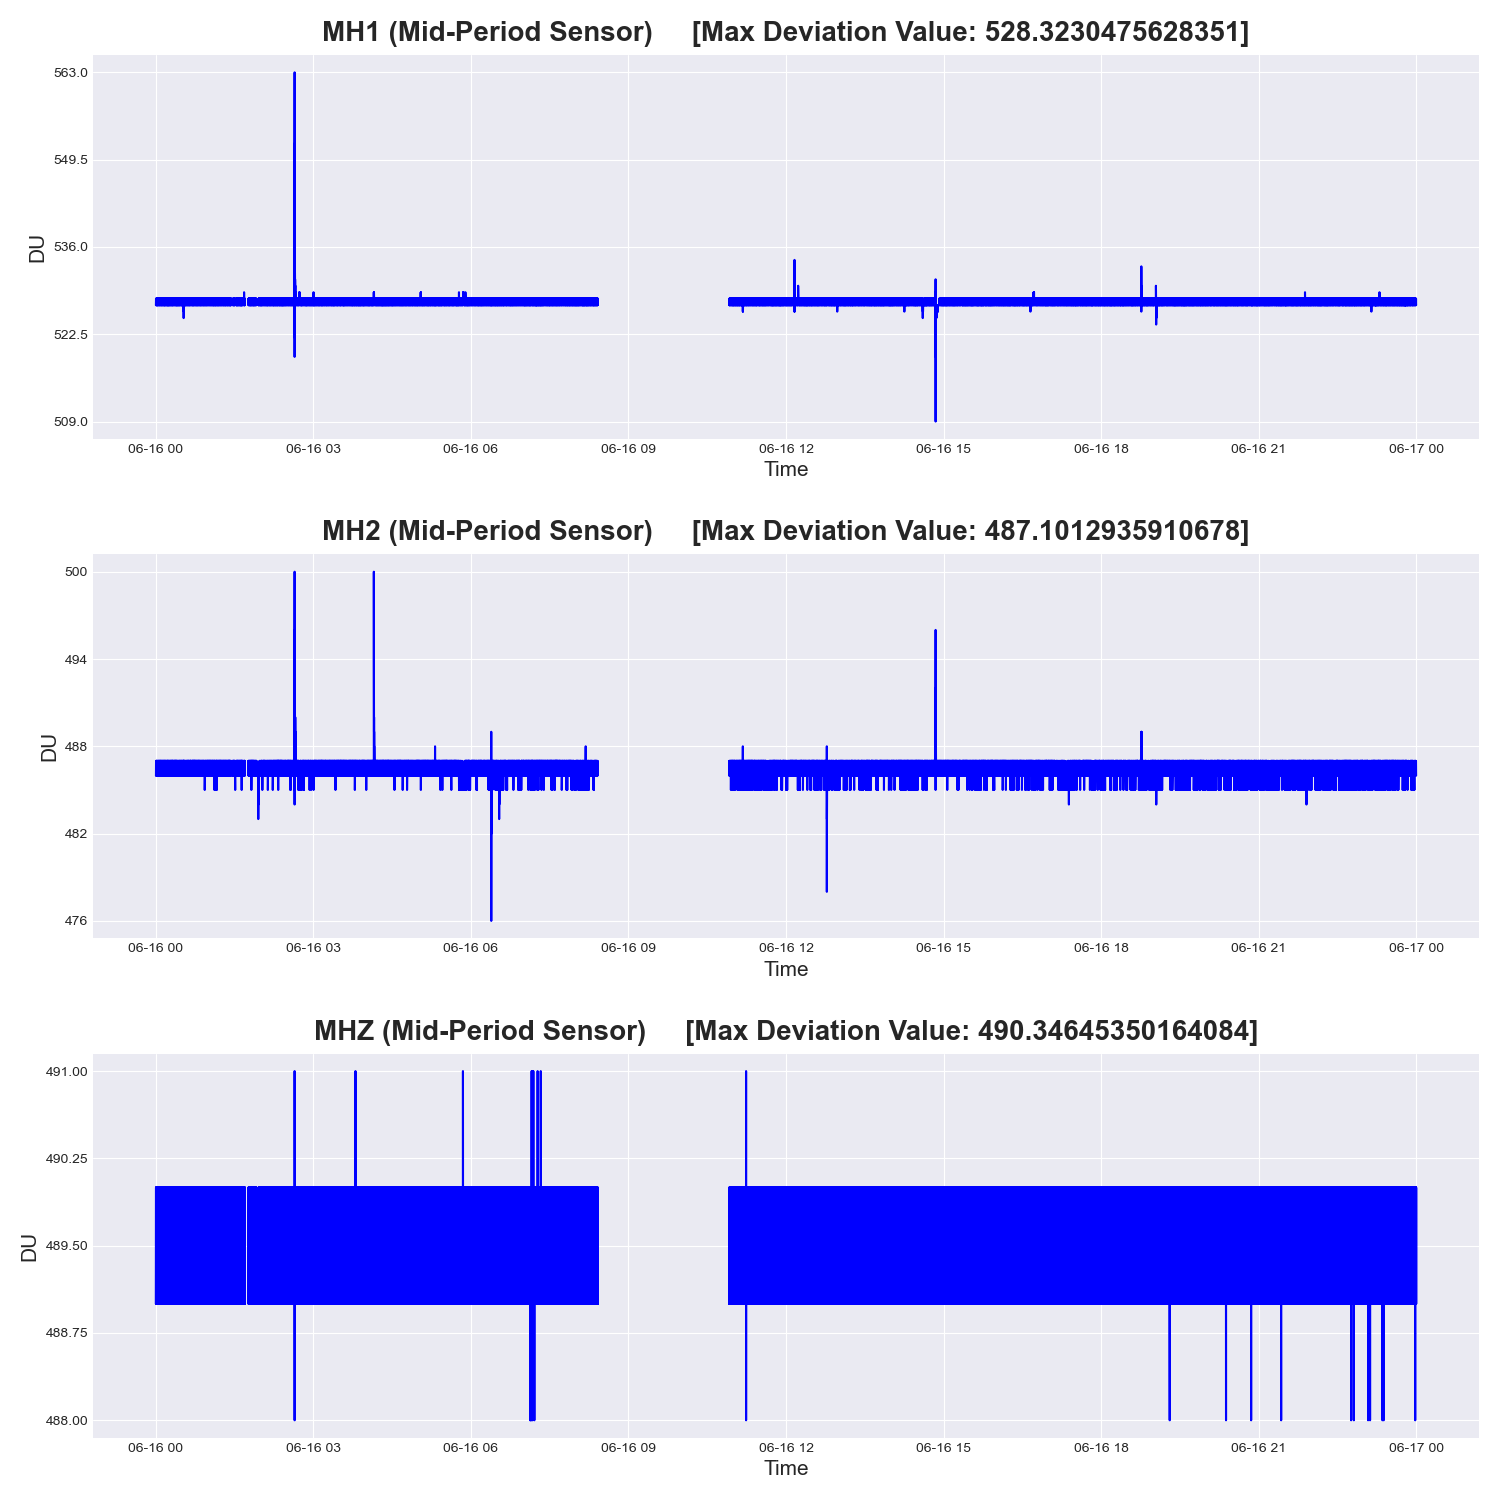 MH1 (Mid-Period Sensor) [Max Deviation Value: 528.3230475628351]
563.0
549.5
536.0
522.5
509.0
DU
06-16 00 06-16 03 06-16 06 06-16 09 06-16 12 06-16 15 06-16 18 06-16 21 06-17 00
Time
MH2 (Mid-Period Sensor) [Max Deviation Value: 487.1012935910678]
500
494
488
482
476
DU
06-16 00 06-16 03 06-16 06 06-16 09 06-16 12 06-16 15 06-16 18 06-16 21 06-17 00
Time
MHZ (Mid-Period Sensor) [Max Deviation Value: 490.34645350164084]
491.00
490.25
489.50
488.75
488.00
DU
06-16 00 06-16 03 06-16 06 06-16 09 06-16 12 06-16 15 06-16 18 06-16 21 06-17 00
Time